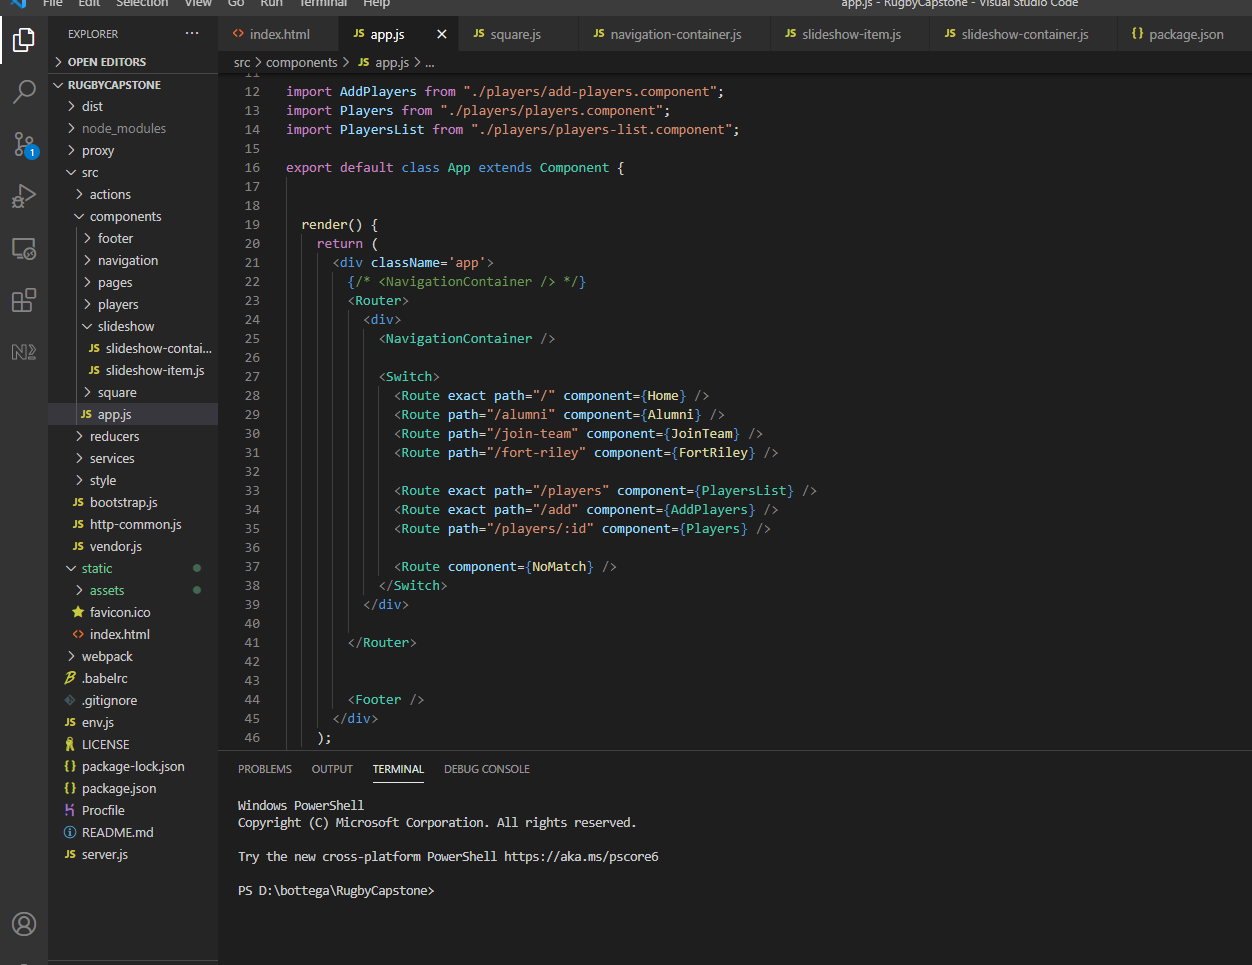 File Edit Selection View Go Run Terminal Help app.js - RugbyCapstone - Visual Studio Code
EXPLORER ···
index.html app.js square.js navigation-container.js slideshow-item.js slideshow-container.js package.json
OPEN EDITORS
RUGBYCAPSTONE
dist
node_modules
proxy
src
actions
components
footer
navigation
pages
players
slideshow
JS slideshow-contai...
JS slideshow-item.js
square
JS app.js
reducers
services
style
JS bootstrap.js
JS http-common.js
JS vendor.js
static
assets
favicon.ico
<> index.html
webpack
.babelrc
.gitignore
JS env.js
LICENSE
{} package-lock.json
{} package.json
Procfile
README.md
JS server.js
1
N2
src > components > JS app.js > ...
11
12 import AddPlayers from "./players/add-players.component";
13 import Players from "./players/players.component";
14 import PlayersList from "./players/players-list.component";
15
16 export default class App extends Component {
17
18
19 render() {
20 return (
21 <div className='app'>
22 {/* <NavigationContainer /> */}
23 <Router>
24 <div>
25 <NavigationContainer />
26
27 <Switch>
28 <Route exact path="/" component={Home} />
29 <Route path="/alumni" component={Alumni} />
30 <Route path="/join-team" component={JoinTeam} />
31 <Route path="/fort-riley" component={FortRiley} />
32
33 <Route exact path="/players" component={PlayersList} />
34 <Route exact path="/add" component={AddPlayers} />
35 <Route path="/players/:id" component={Players} />
36
37 <Route component={NoMatch} />
38 </Switch>
39 </div>
40
41 </Router>
42
43
44 <Footer />
45 </div>
46 );
PROBLEMS OUTPUT TERMINAL DEBUG CONSOLE
Windows PowerShell
Copyright (C) Microsoft Corporation. All rights reserved.
Try the new cross-platform PowerShell https://aka.ms/pscore6
PS D:\bottega\RugbyCapstone>